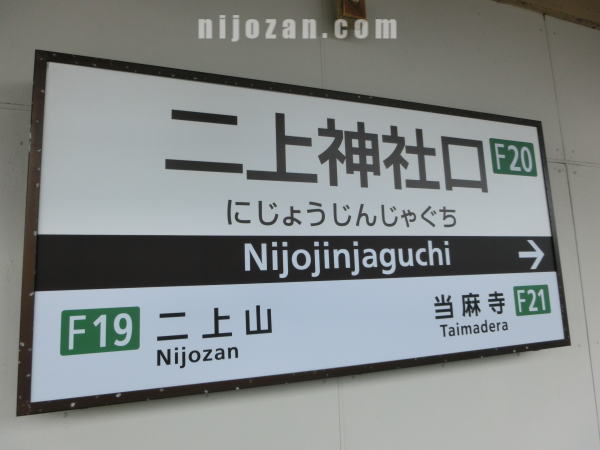 nijozan.com
二上神社口 F20
にじょうじんじゃぐち
Nijojinjaguchi →
F19 二上山 当麻寺 F21
Nijozan Taimadera